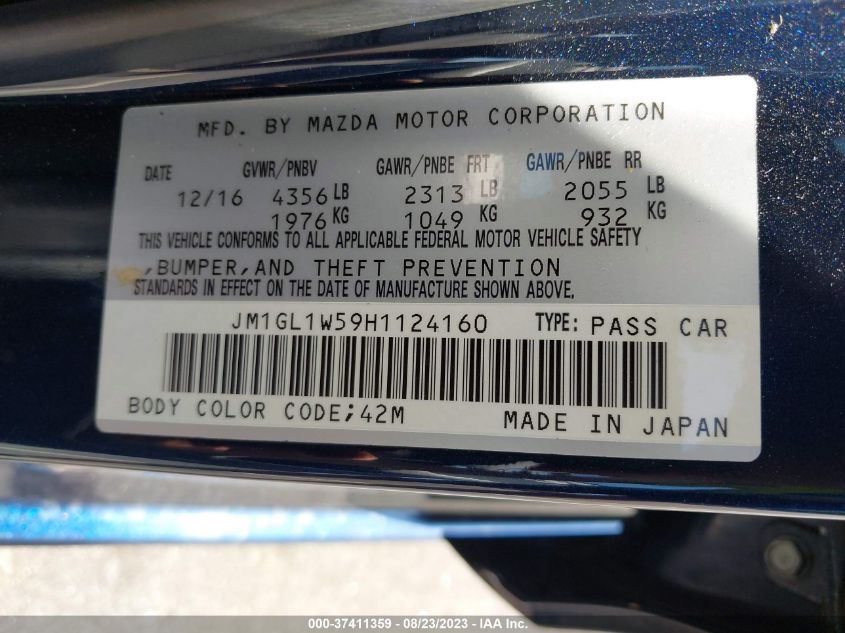 MFD. BY MAZDA MOTOR CORPORATION
DATE GVWR/PNBV GAWR/PNBE FRT GAWR/PNBE RR
12/16 4356 LB 2313 LB 2055 LB
1976 KG 1049 KG 932 KG
THIS VEHICLE CONFORMS TO ALL APPLICABLE FEDERAL MOTOR VEHICLE SAFETY
,BUMPER,AND THEFT PREVENTION
STANDARDS IN EFFECT ON THE DATE OF MANUFACTURE SHOWN ABOVE.
JM1GL1W59H1124160 TYPE: PASS CAR
BODY COLOR CODE;42M MADE IN JAPAN
000-37411359 - 08/23/2023 - IAA Inc.